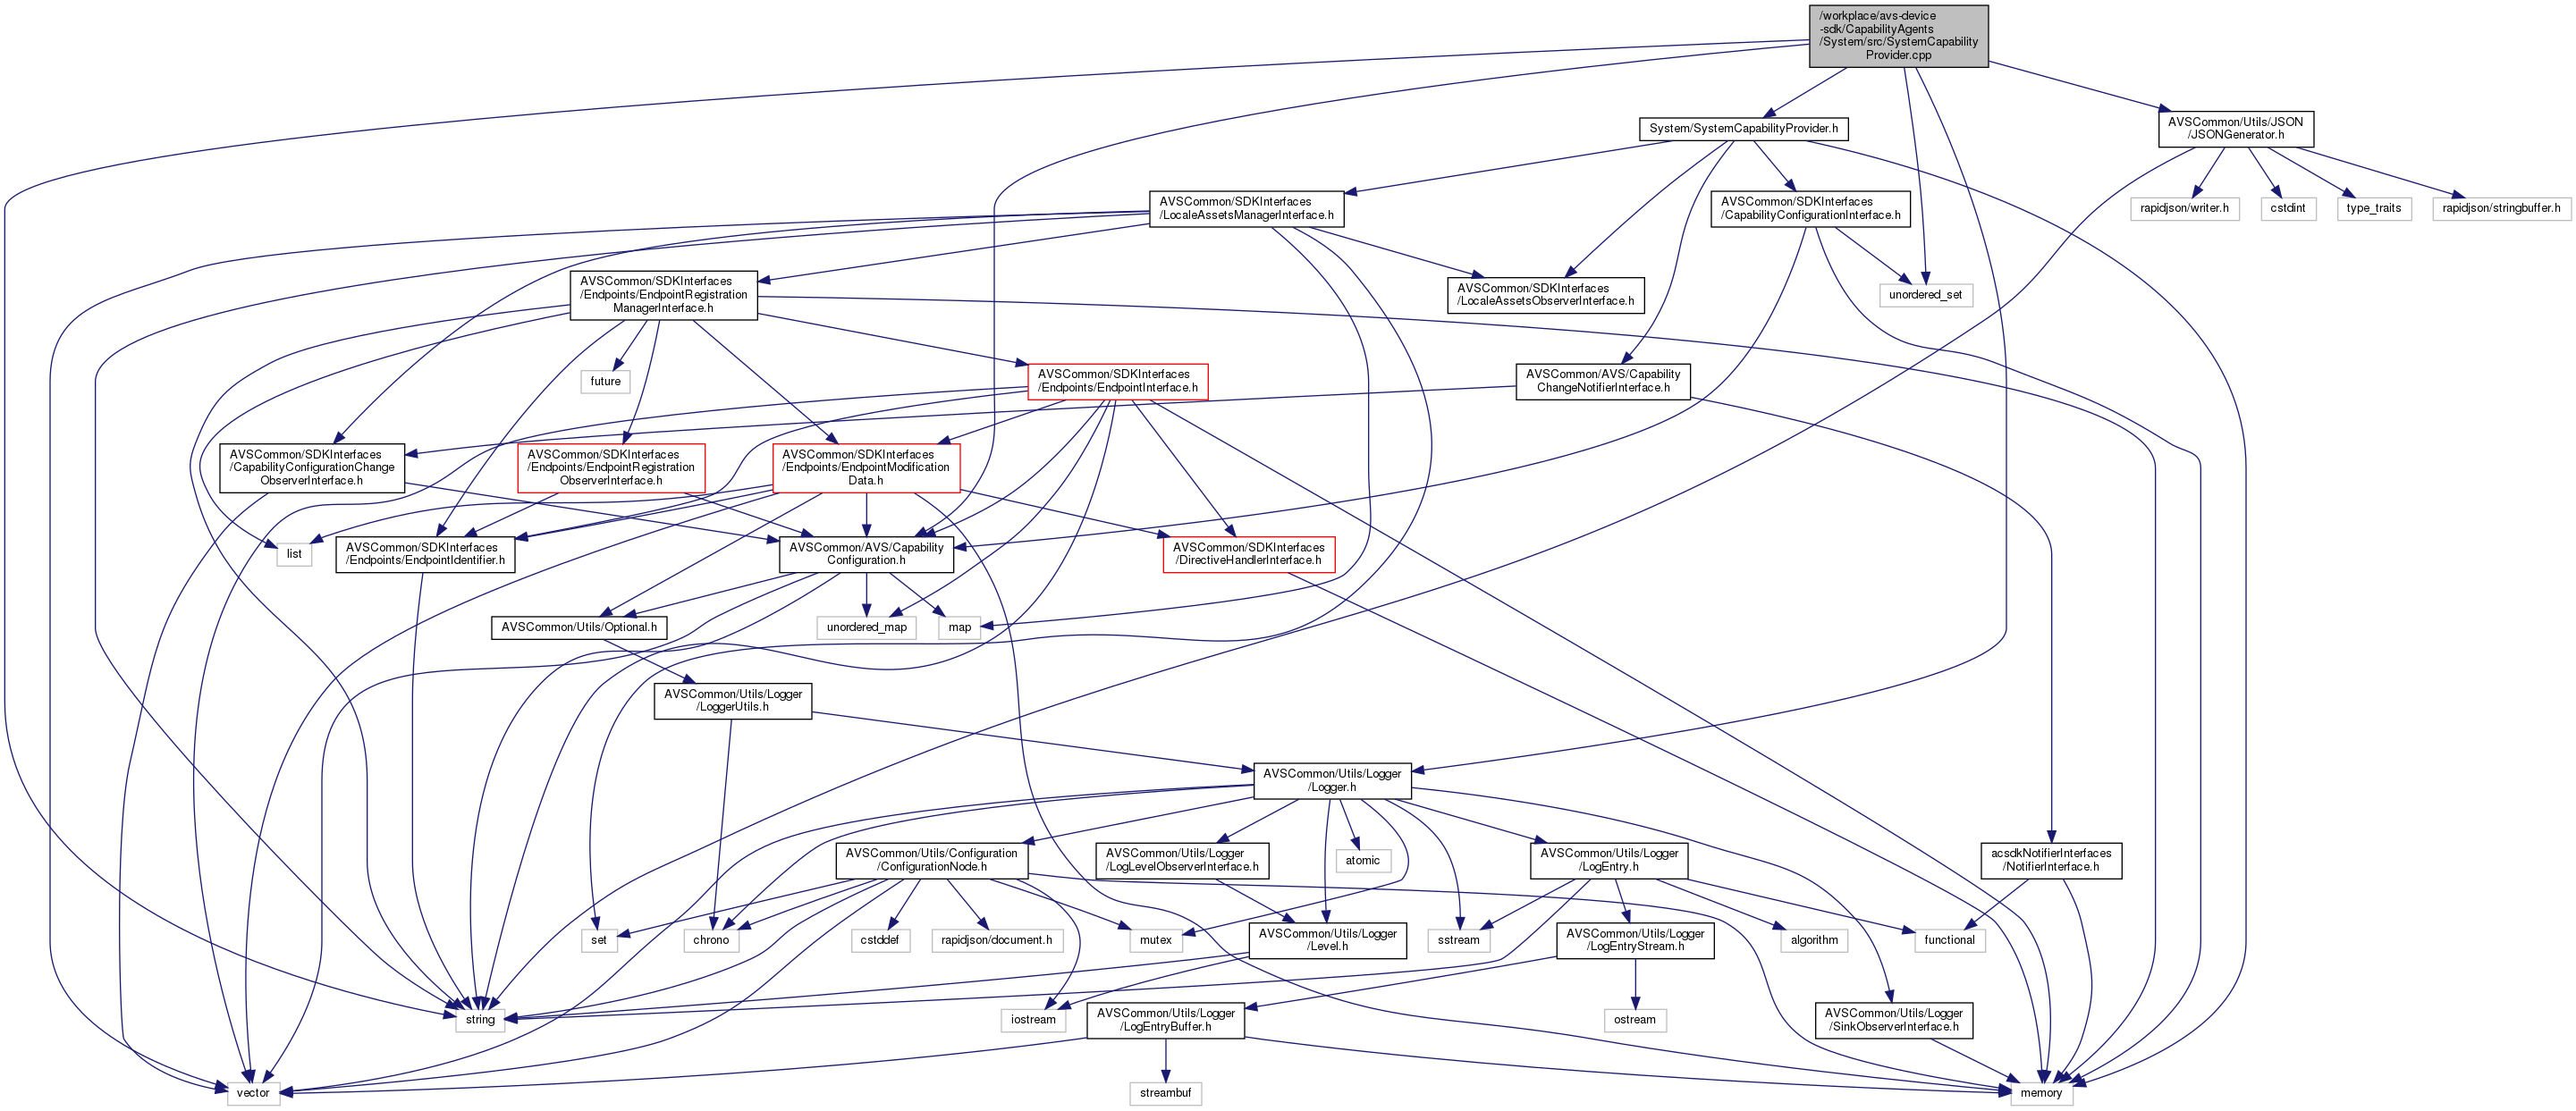 /workplace/avs-device
-sdk/CapabilityAgents
/System/src/SystemCapability
Provider.cpp
AVSCommon/Utils/JSON
/JSONGenerator.h
System/SystemCapabilityProvider.h
AVSCommon/SDKInterfaces
/LocaleAssetsManagerInterface.h
AVSCommon/SDKInterfaces
/CapabilityConfigurationInterface.h
rapidjson/writer.h
cstdint
type_traits
rapidjson/stringbuffer.h
AVSCommon/SDKInterfaces
/Endpoints/EndpointRegistration
ManagerInterface.h
AVSCommon/SDKInterfaces
/LocaleAssetsObserverInterface.h
unordered_set
future
AVSCommon/SDKInterfaces
/Endpoints/EndpointInterface.h
AVSCommon/AVS/Capability
ChangeNotifierInterface.h
AVSCommon/SDKInterfaces
/CapabilityConfigurationChange
ObserverInterface.h
AVSCommon/SDKInterfaces
/Endpoints/EndpointRegistration
ObserverInterface.h
AVSCommon/SDKInterfaces
/Endpoints/EndpointModification
Data.h
list
AVSCommon/SDKInterfaces
/Endpoints/EndpointIdentifier.h
AVSCommon/AVS/Capability
Configuration.h
AVSCommon/SDKInterfaces
/DirectiveHandlerInterface.h
AVSCommon/Utils/Optional.h
unordered_map
map
AVSCommon/Utils/Logger
/LoggerUtils.h
AVSCommon/Utils/Logger
/Logger.h
AVSCommon/Utils/Configuration
/ConfigurationNode.h
AVSCommon/Utils/Logger
/LogLevelObserverInterface.h
atomic
AVSCommon/Utils/Logger
/LogEntry.h
acsdkNotifierInterfaces
/NotifierInterface.h
set
chrono
cstddef
rapidjson/document.h
mutex
AVSCommon/Utils/Logger
/Level.h
sstream
AVSCommon/Utils/Logger
/LogEntryStream.h
algorithm
functional
string
iostream
AVSCommon/Utils/Logger
/LogEntryBuffer.h
ostream
AVSCommon/Utils/Logger
/SinkObserverInterface.h
vector
streambuf
memory